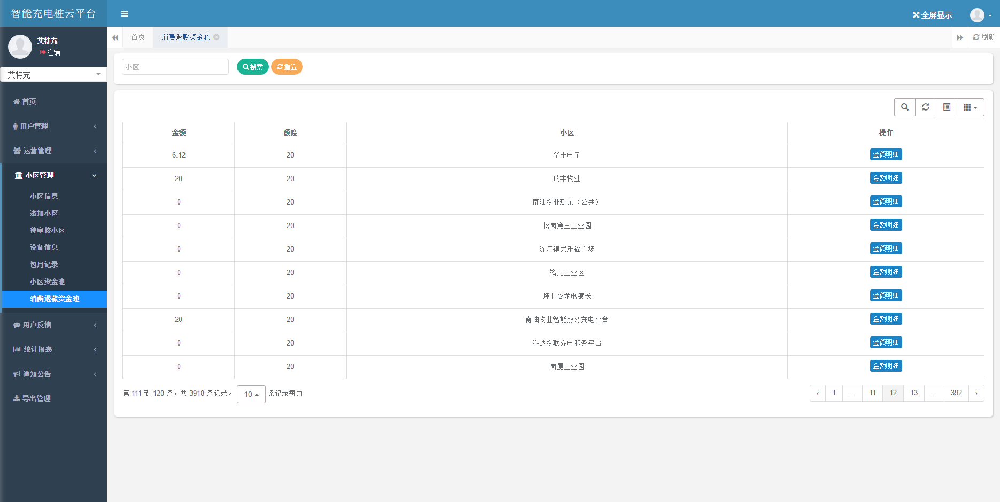 智能充电桩云平台
全屏显示
艾特充
注销
艾特充
首页
用户管理
运营管理
小区管理
小区信息
添加小区
待审核小区
设备信息
包月记录
小区资金池
消费退款资金池
用户反馈
统计报表
通知公告
导出管理
首页
消费退款资金池
刷新
小区
搜索
重置
金额 额度 小区 操作
6.12 20 华丰电子 金额明细
20 20 瑞丰物业 金额明细
0 20 南油物业测试（公共） 金额明细
0 20 松岗第三工业园 金额明细
0 20 陈江镇民乐福广场 金额明细
0 20 裕元工业区 金额明细
0 20 坪上腾龙电镀长 金额明细
20 20 南油物业智能服务充电平台 金额明细
0 20 科达物联充电服务平台 金额明细
0 20 岗厦工业园 金额明细
第 111 到 120 条，共 3918 条记录。 10 条记录每页
‹ 1 ... 11 12 13 ... 392 ›